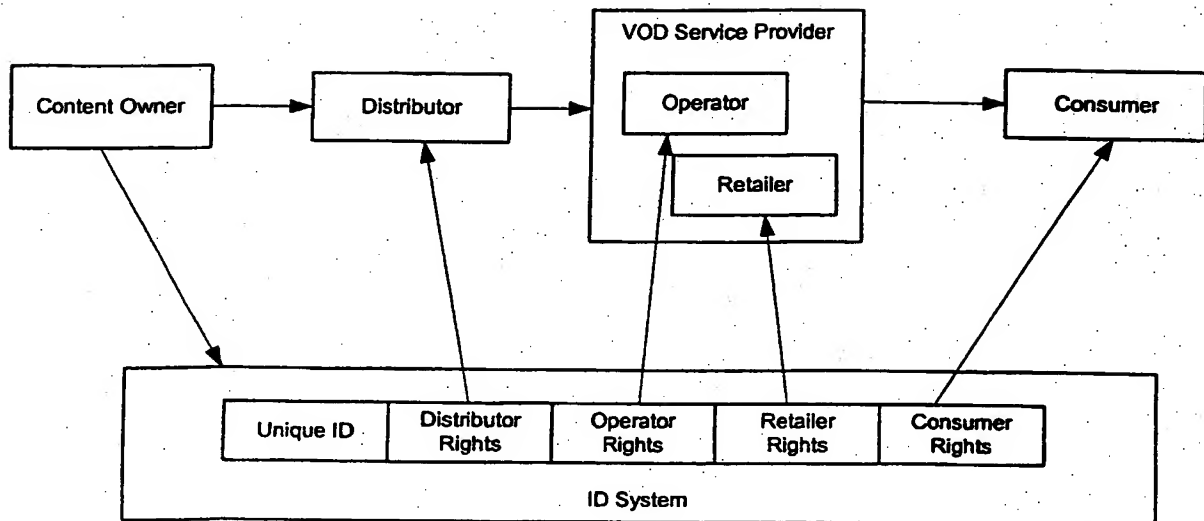 VOD Service Provider
Content Owner
Distributor
Operator
Consumer
Retailer
Unique ID
Distributor
Rights
Operator
Rights
Retailer
Rights
Consumer
Rights
ID System